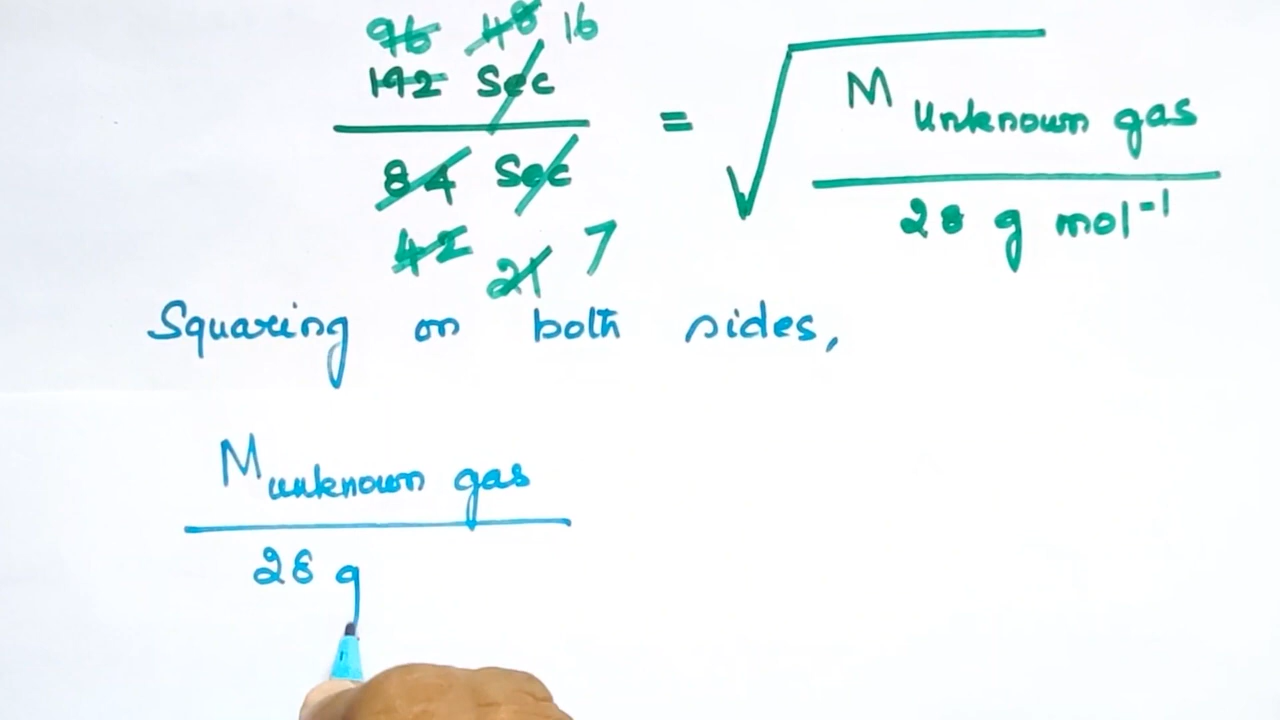 96 48 16
192 Sec
84 Sec
42 21 7
= √ M unknown gas
28 g mol⁻¹
Squaring on both sides,
M unknown gas
28 g